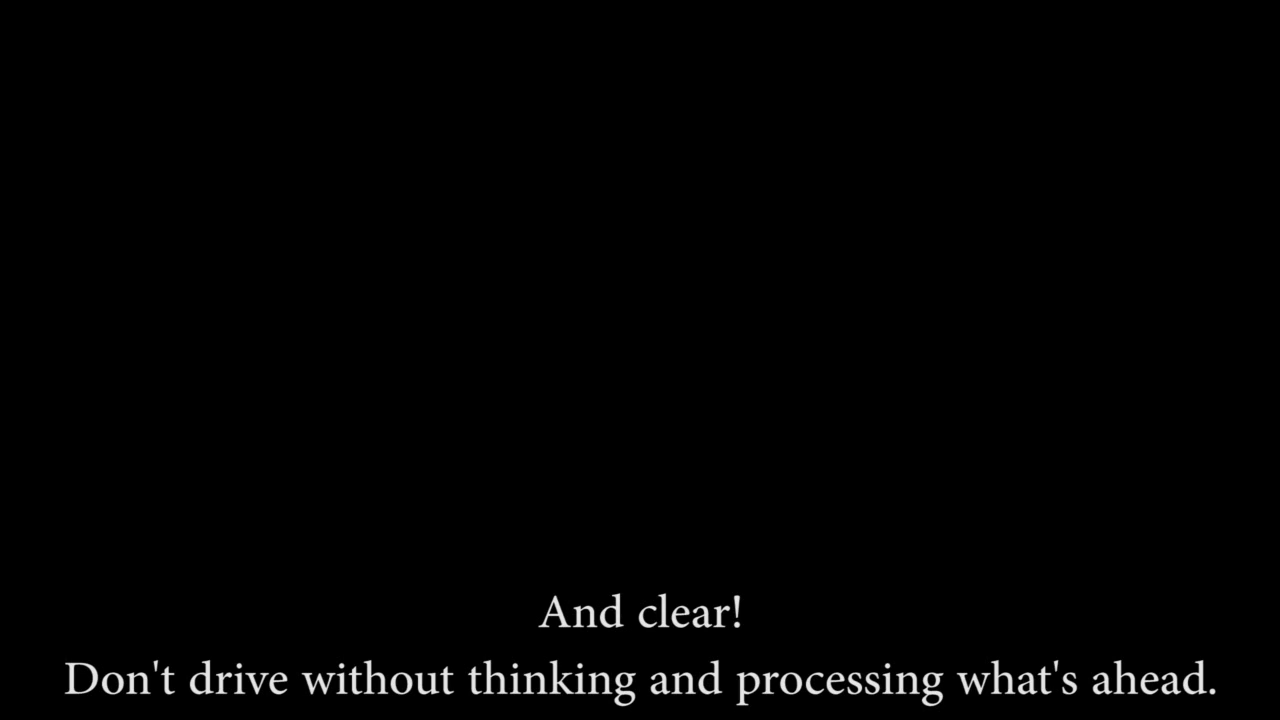 And clear!
Don't drive without thinking and processing what's ahead.